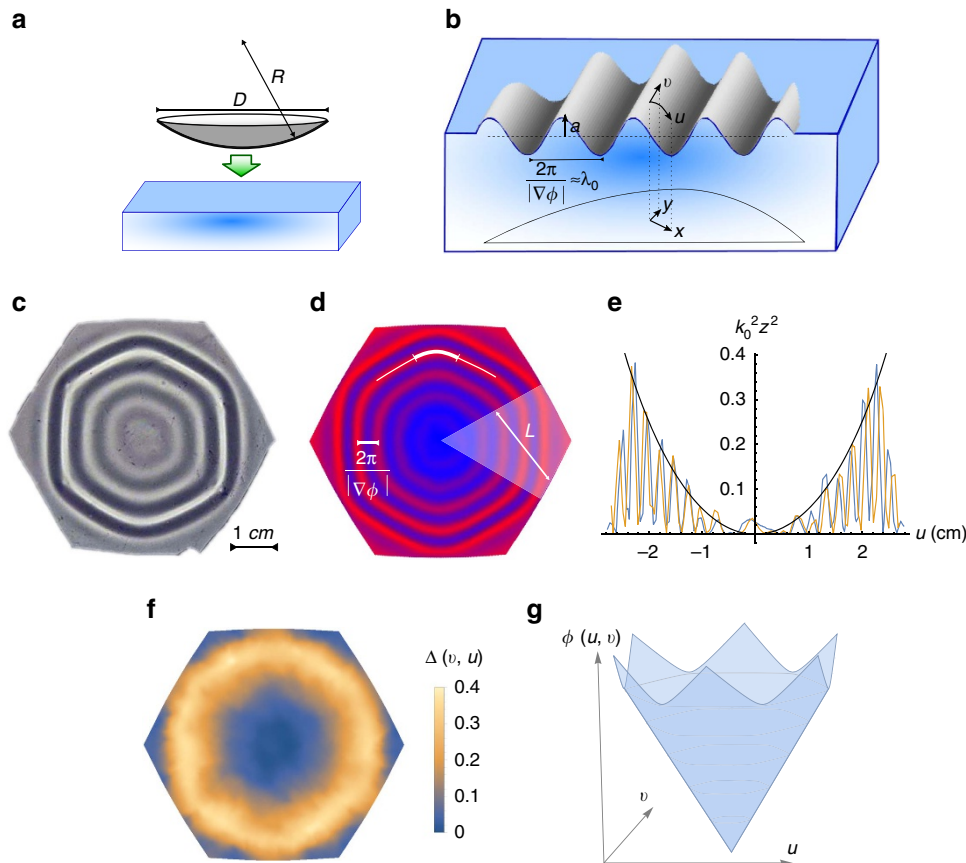 a
R
D
b
υ
u
a
2π
|∇ϕ|
≈λ₀
y
x
c
1 cm
d
L
2π
|∇ϕ|
e
k₀²z²
0.4
0.3
0.2
0.1
−2
−1
1
2
u (cm)
f
Δ (υ, u)
0.4
0.3
0.2
0.1
0
g
ϕ (u, υ)
υ
u